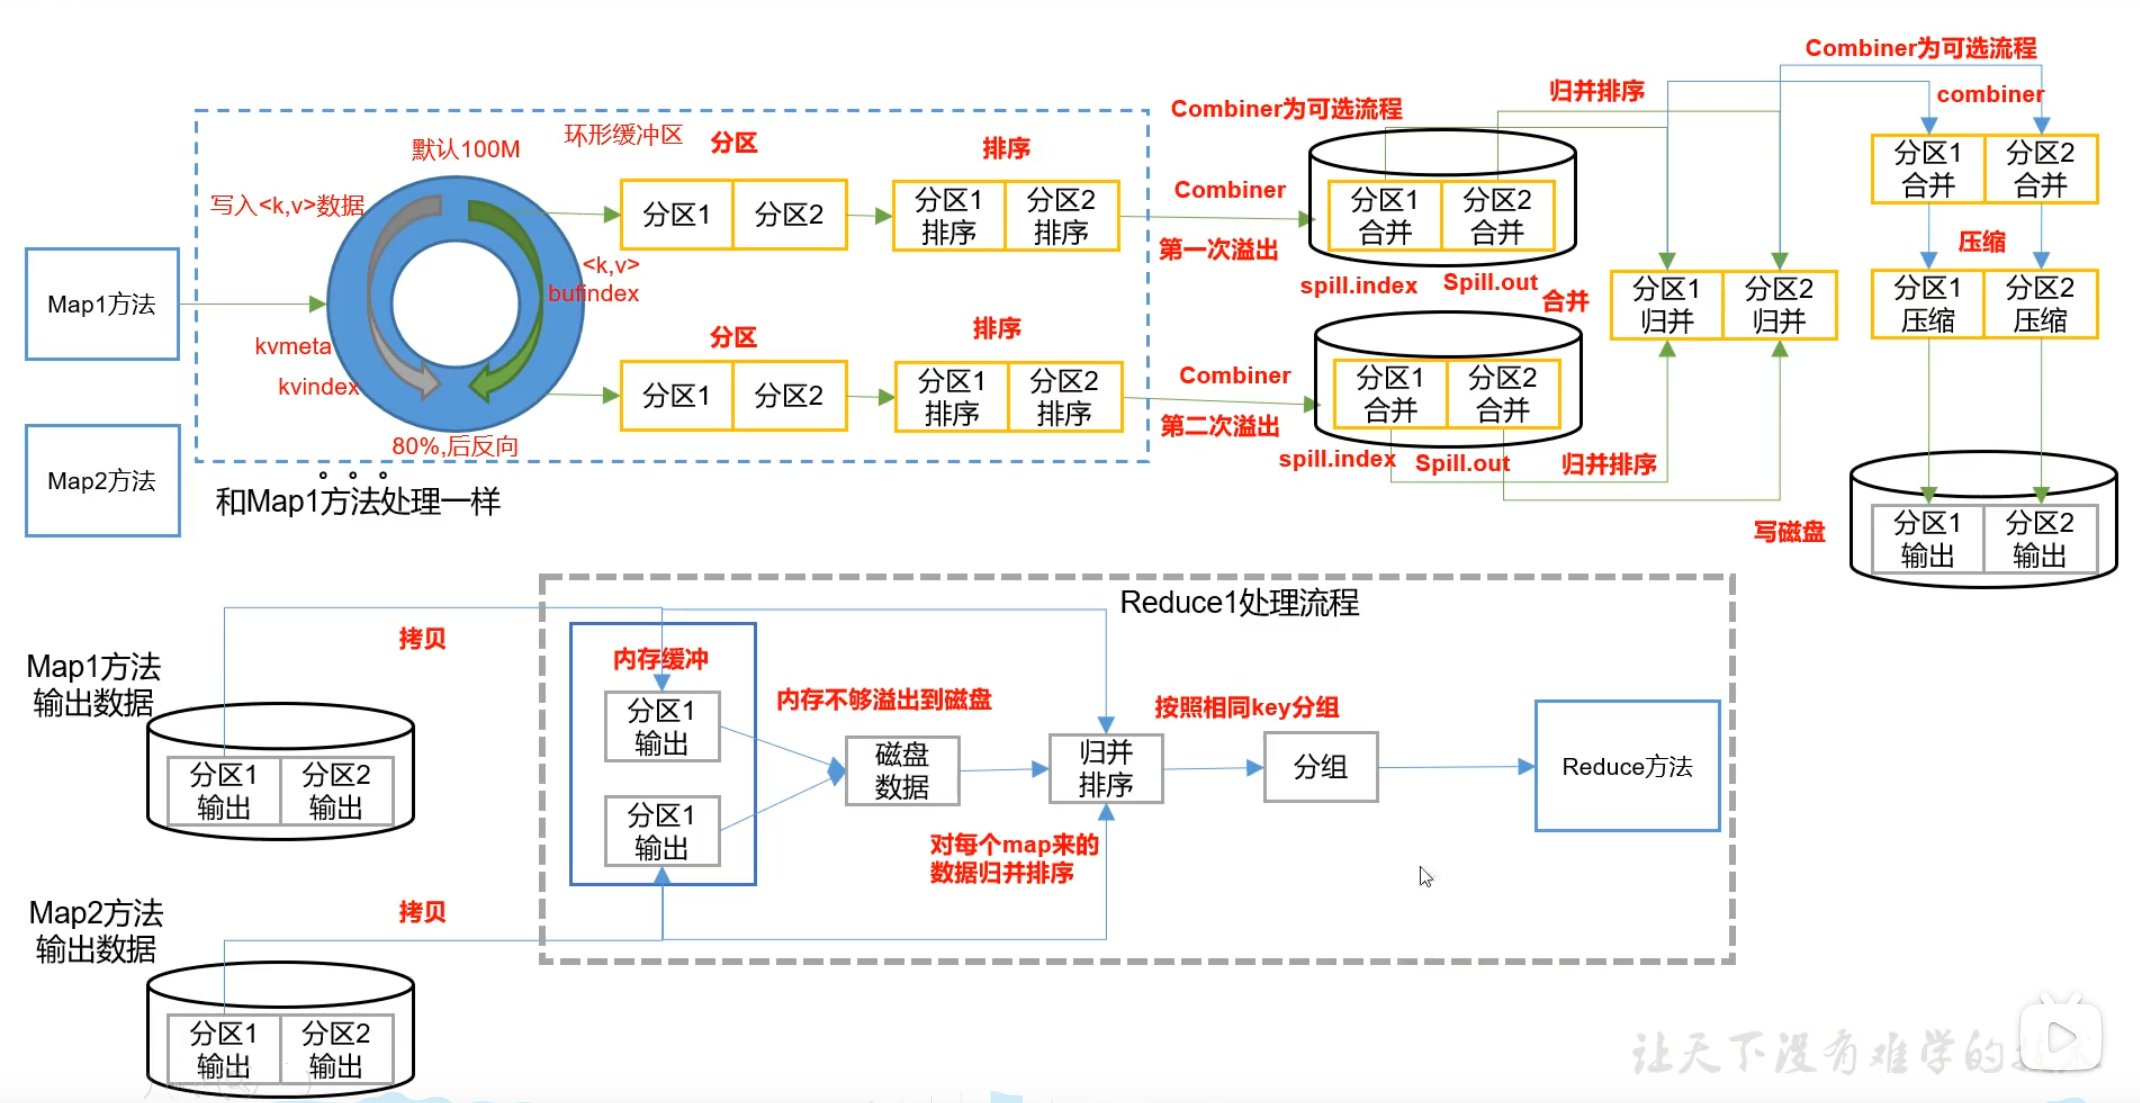 Combiner为可选流程
combiner
归并排序
Combiner为可选流程
默认100M
环形缓冲区
分区
排序
写入<k,v>数据
分区1
分区2
分区1
排序
分区2
排序
Combiner
第一次溢出
分区1
合并
分区2
合并
spill.index
Spill.out
分区1
合并
分区2
合并
压缩
Map1方法
<k,v>
bufindex
kvmeta
kvindex
80%,后反向
分区
排序
分区1
分区2
分区1
排序
分区2
排序
Combiner
第二次溢出
合并
分区1
合并
分区2
合并
spill.index
Spill.out
归并排序
分区1
归并
分区2
归并
分区1
压缩
分区2
压缩
Map2方法
和Map1方法处理一样
写磁盘
分区1
输出
分区2
输出
Reduce1处理流程
Map1方法
输出数据
拷贝
分区1
输出
分区2
输出
内存缓冲
分区1
输出
分区1
输出
内存不够溢出到磁盘
磁盘
数据
归并
排序
对每个map来的
数据归并排序
按照相同key分组
分组
Reduce方法
Map2方法
输出数据
拷贝
分区1
输出
分区2
输出
让天下没有难学的技术